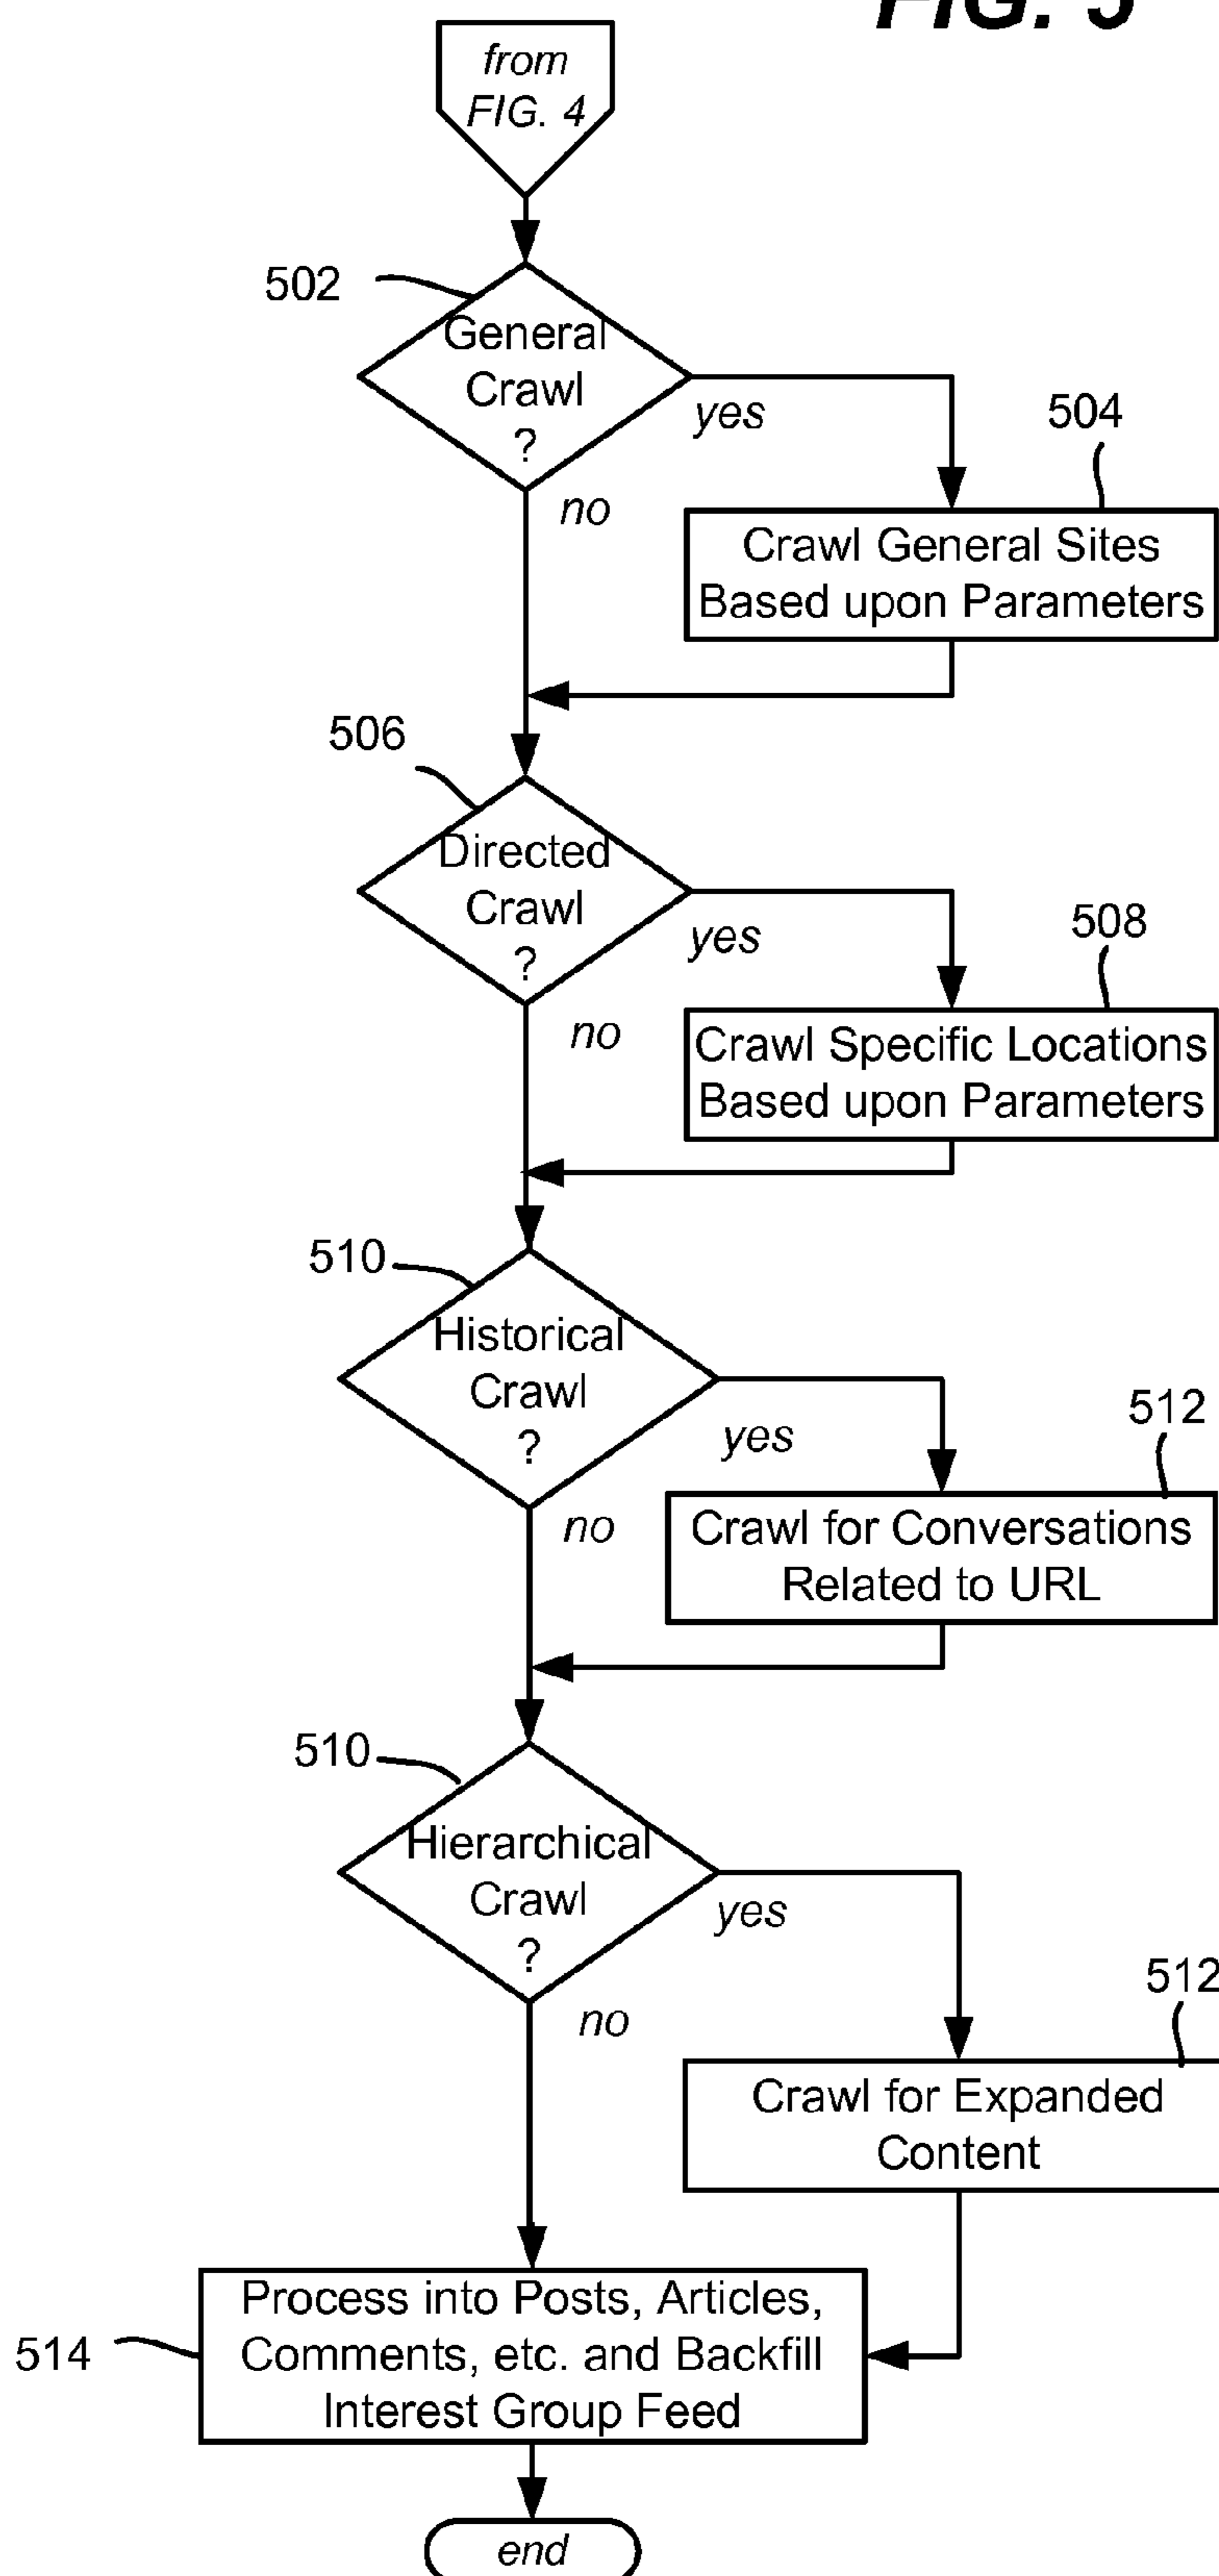 FIG. 5
from
FIG. 4
502
General
Crawl
?
yes
no
504
Crawl General Sites
Based upon Parameters
506
Directed
Crawl
?
yes
no
508
Crawl Specific Locations
Based upon Parameters
510
Historical
Crawl
?
yes
no
512
Crawl for Conversations
Related to URL
510
Hierarchical
Crawl
?
yes
no
512
Crawl for Expanded
Content
514
Process into Posts, Articles,
Comments, etc. and Backfill
Interest Group Feed
end